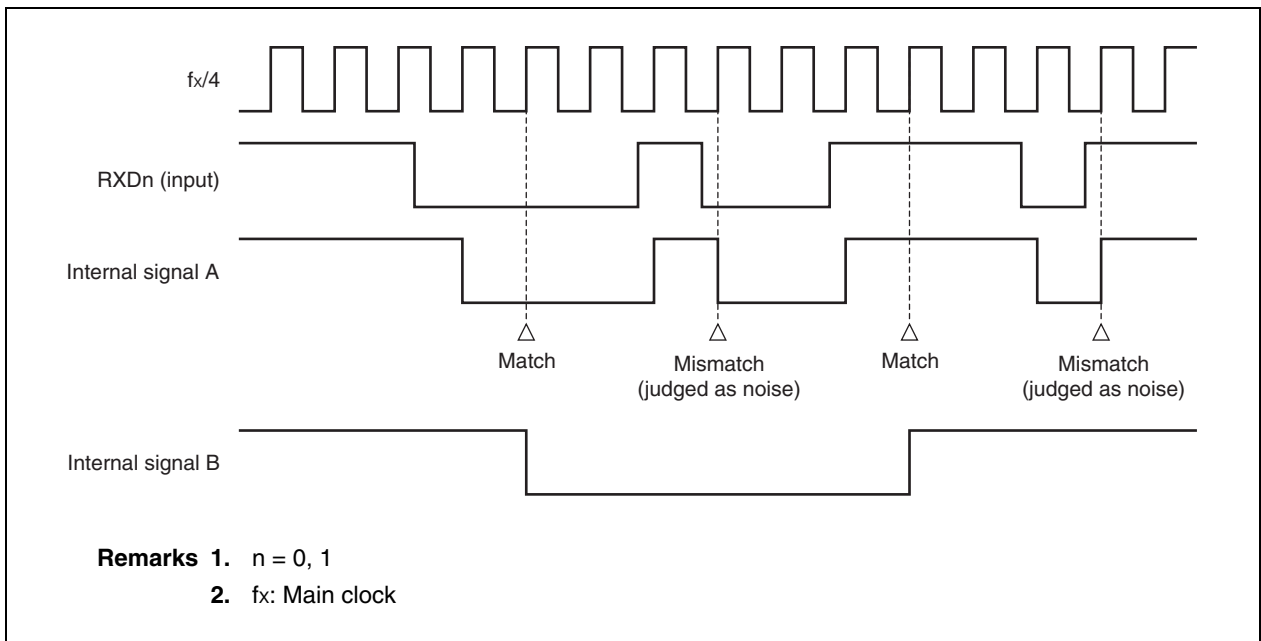 fx/4
RXDn (input)
Internal signal A
Match
Mismatch
(judged as noise)
Match
Mismatch
(judged as noise)
Internal signal B
Remarks 1. n = 0, 1
2. fx: Main clock